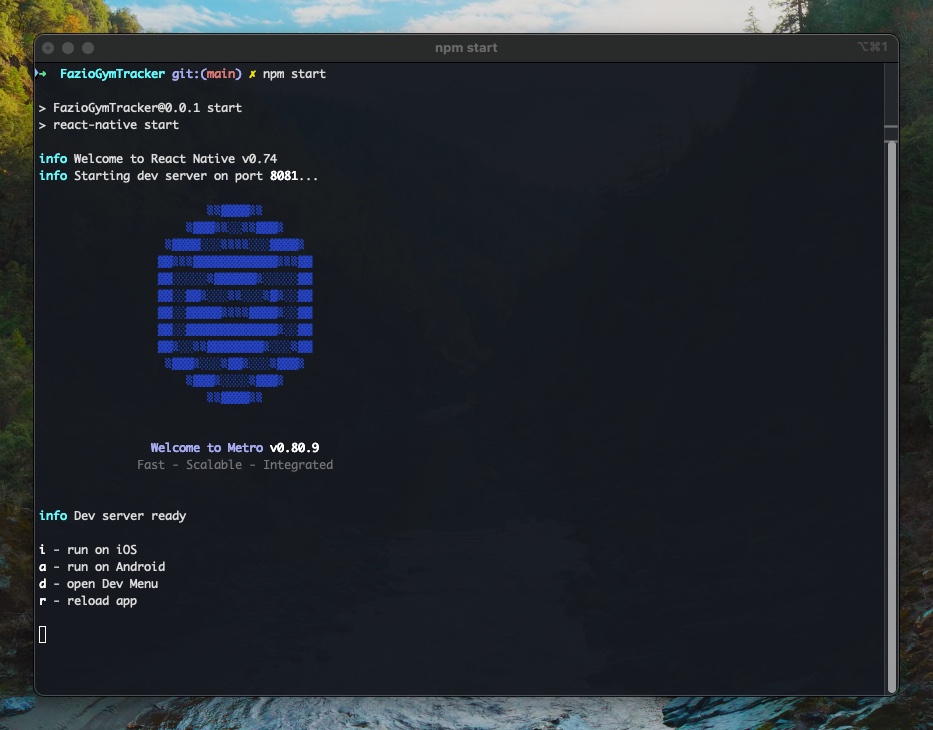 npm start
⌥⌘1
➜ FazioGymTracker git:(main) ✗ npm start
> FazioGymTracker@0.0.1 start
> react-native start
info Welcome to React Native v0.74
info Starting dev server on port 8081...
Welcome to Metro v0.80.9
Fast - Scalable - Integrated
info Dev server ready
i - run on iOS
a - run on Android
d - open Dev Menu
r - reload app